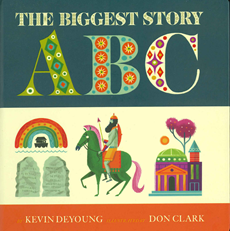 THE BIGGEST STORY
ABC
KEVIN DEYOUNG
DON CLARK